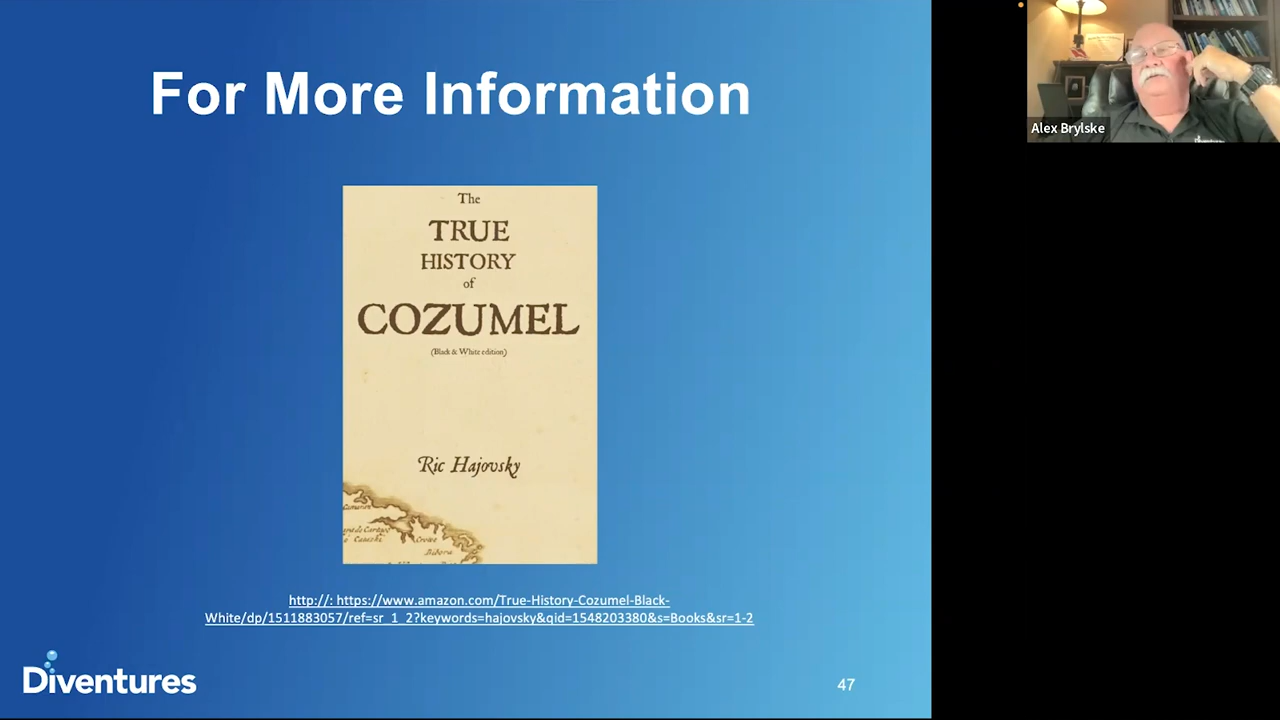 For More Information
Alex Brylske
The
TRUE
HISTORY
of
COZUMEL
(Black & White edition)
Ric Hajovsky
http://: https://www.amazon.com/True-History-Cozumel-Black-
White/dp/1511883057/ref=sr_1_2?keywords=hajovsky&qid=1548203380&s=Books&sr=1-2
Diventures
47